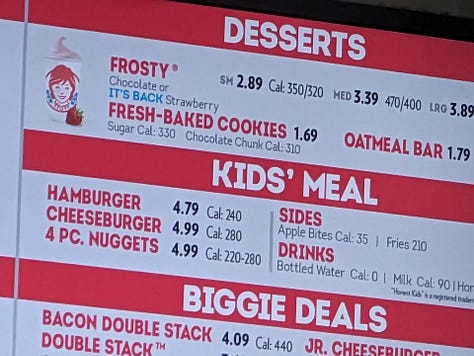 DESSERTS
FROSTY® SM 2.89 Cal: 350/320 MED 3.39 470/400 LRG 3.89
Chocolate or
IT'S BACK Strawberry
FRESH-BAKED COOKIES 1.69 OATMEAL BAR 1.79
Sugar Cal: 330 Chocolate Chunk Cal: 310
KIDS' MEAL
HAMBURGER 4.79 Cal: 240
CHEESEBURGER 4.99 Cal: 280
4 PC. NUGGETS 4.99 Cal: 220-280
SIDES
Apple Bites Cal: 35 | Fries 210
DRINKS
Bottled Water Cal: 0 | Milk Cal: 90 | Hon
"Honest Kids" is a registered
BIGGIE DEALS
BACON DOUBLE STACK 4.09 Cal: 440 JR. CHEESEBURGER
DOUBLE STACK™